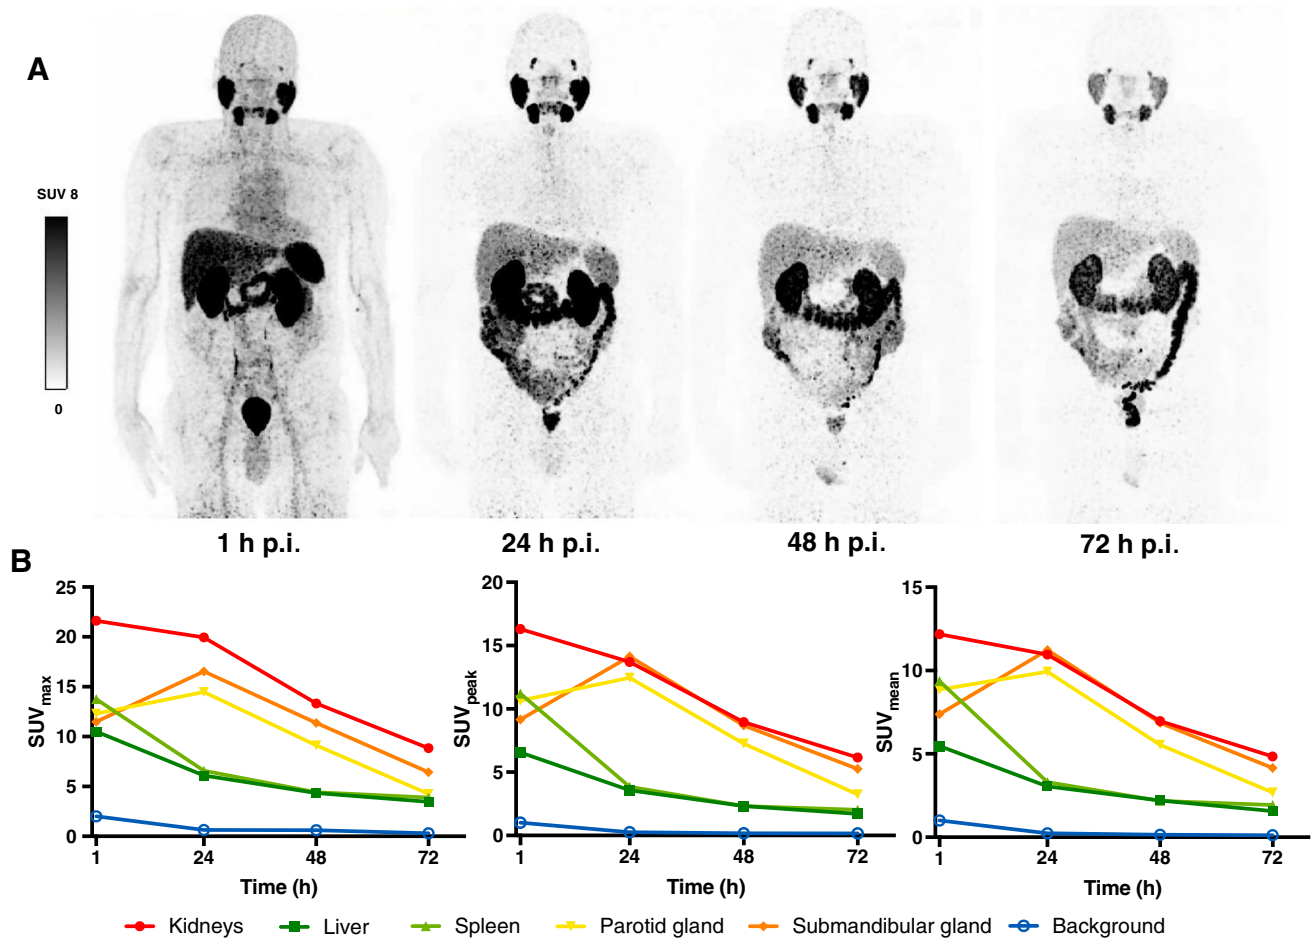 A
SUV 8
0
1 h p.i.
24 h p.i.
48 h p.i.
72 h p.i.
B
SUVmax
25
20
15
10
5
0
1
24
48
72
Time (h)
SUVpeak
20
15
10
5
0
1
24
48
72
Time (h)
SUVmean
15
10
5
0
1
24
48
72
Time (h)
Kidneys
Liver
Spleen
Parotid gland
Submandibular gland
Background